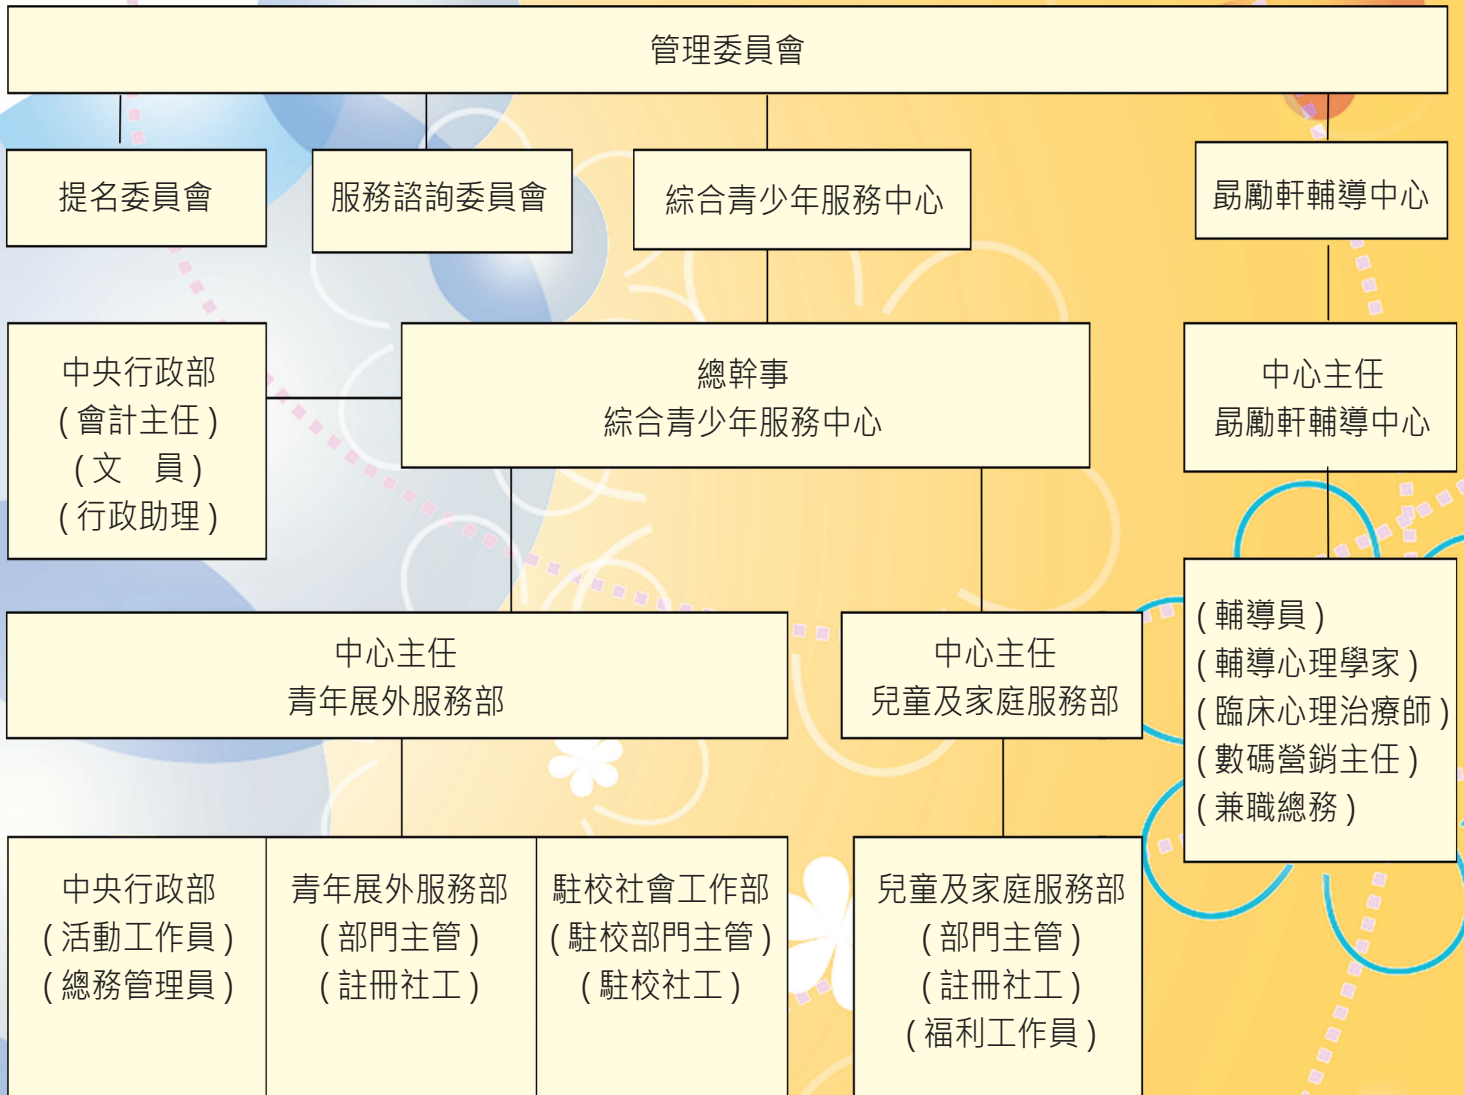 管理委員會
提名委員會
服務諮詢委員會
綜合青少年服務中心
勗勵軒輔導中心
中央行政部
(會計主任)
(文　員)
(行政助理)
總幹事
綜合青少年服務中心
中心主任
勗勵軒輔導中心
中心主任
青年展外服務部
中心主任
兒童及家庭服務部
(輔導員)
(輔導心理學家)
(臨床心理治療師)
(數碼營銷主任)
(兼職總務)
中央行政部
(活動工作員)
(總務管理員)
青年展外服務部
(部門主管)
(註冊社工)
駐校社會工作部
(駐校部門主管)
(駐校社工)
兒童及家庭服務部
(部門主管)
(註冊社工)
(福利工作員)